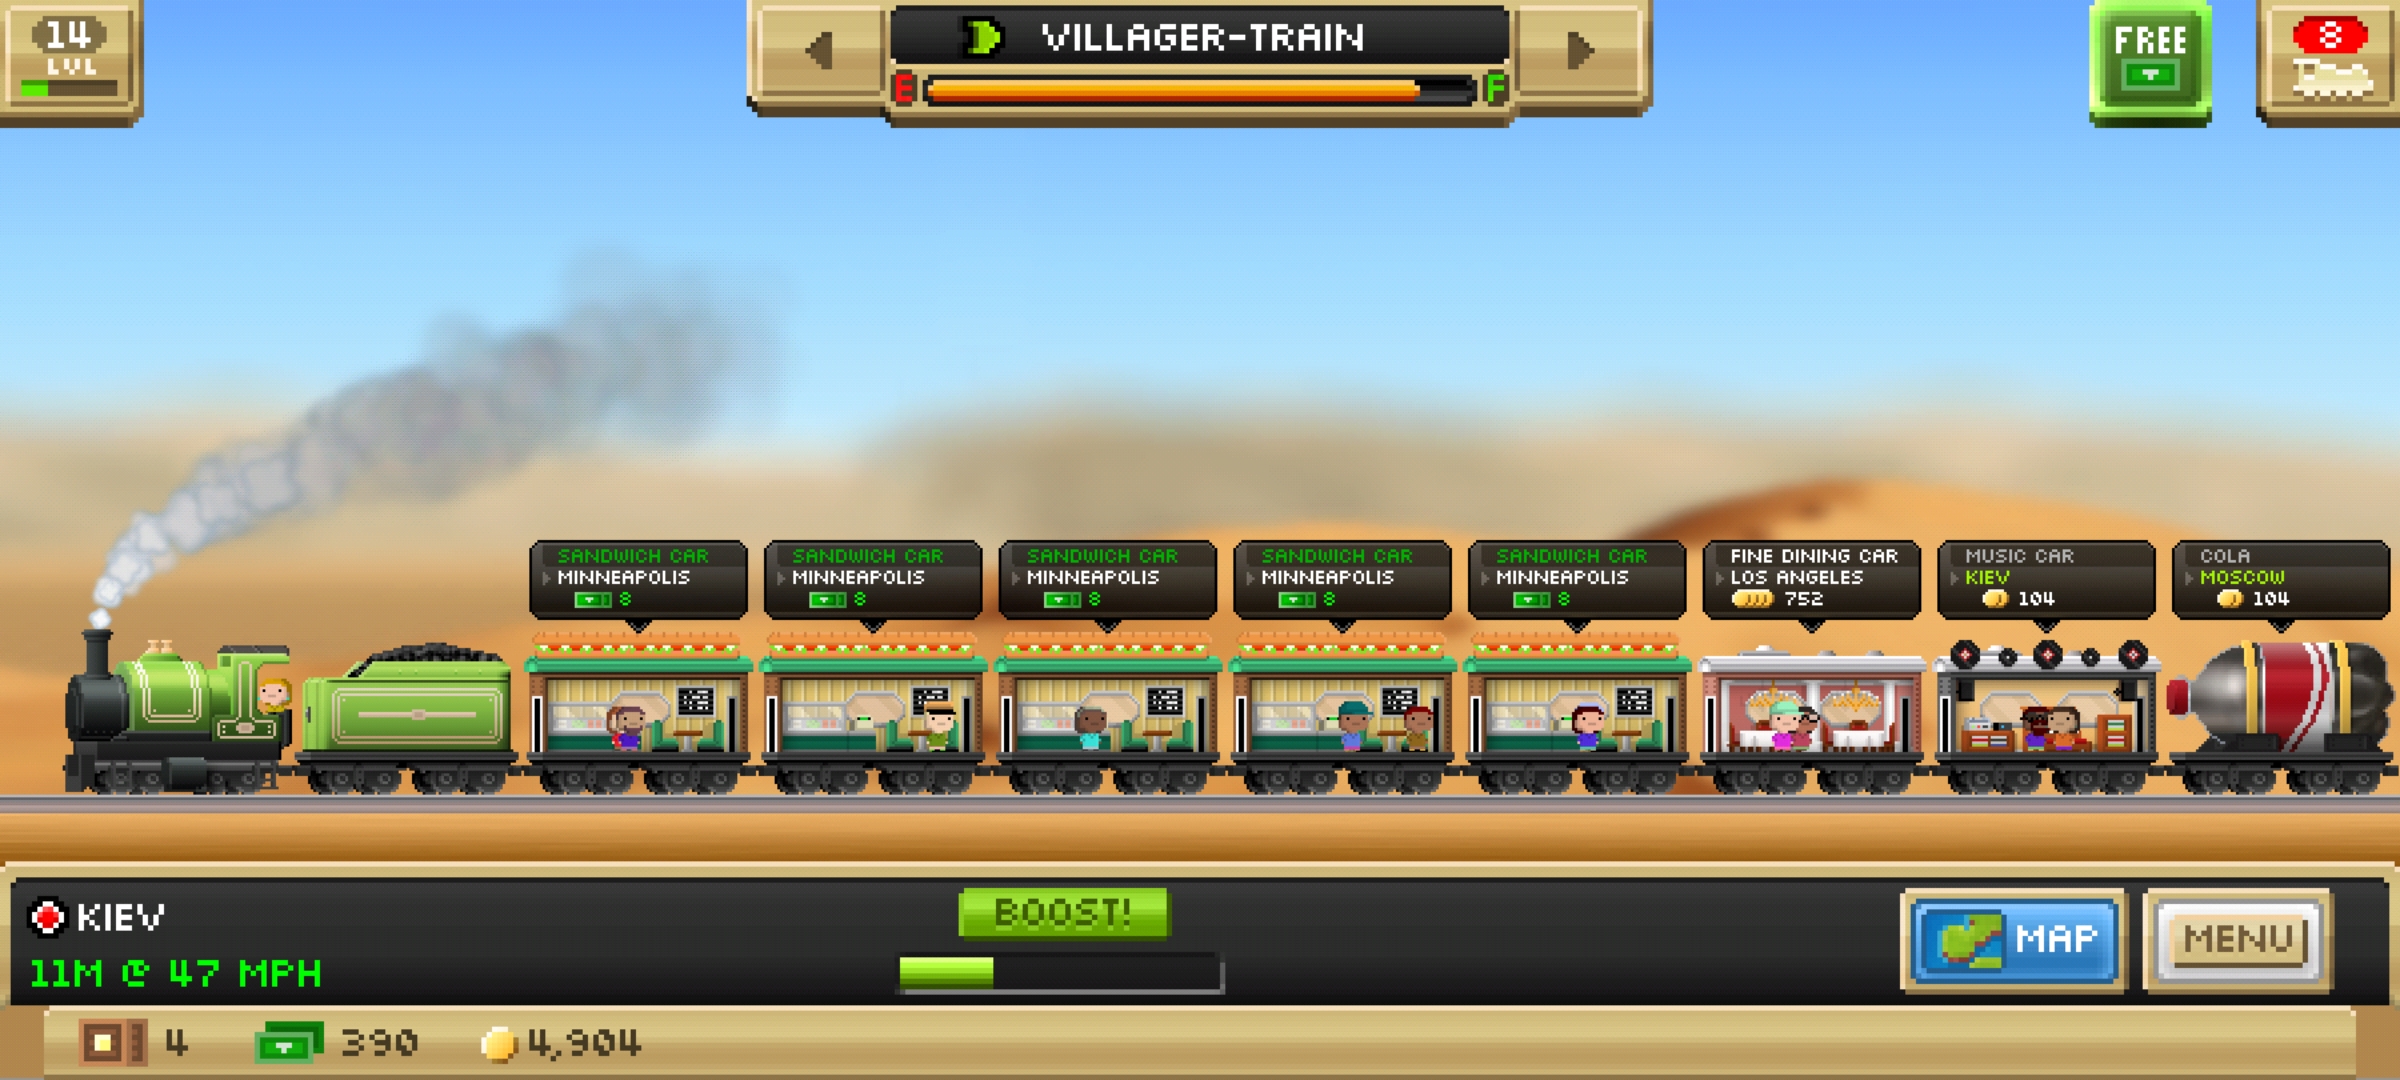 14
LVL
VILLAGER-TRAIN
E F
FREE
8
SANDWICH CAR
MINNEAPOLIS
8
SANDWICH CAR
MINNEAPOLIS
8
SANDWICH CAR
MINNEAPOLIS
8
SANDWICH CAR
MINNEAPOLIS
8
SANDWICH CAR
MINNEAPOLIS
8
FINE DINING CAR
LOS ANGELES
752
MUSIC CAR
KIEV
104
COLA
MOSCOW
104
KIEV
11M @ 47 MPH
BOOST!
MAP
MENU
4
390
4,904